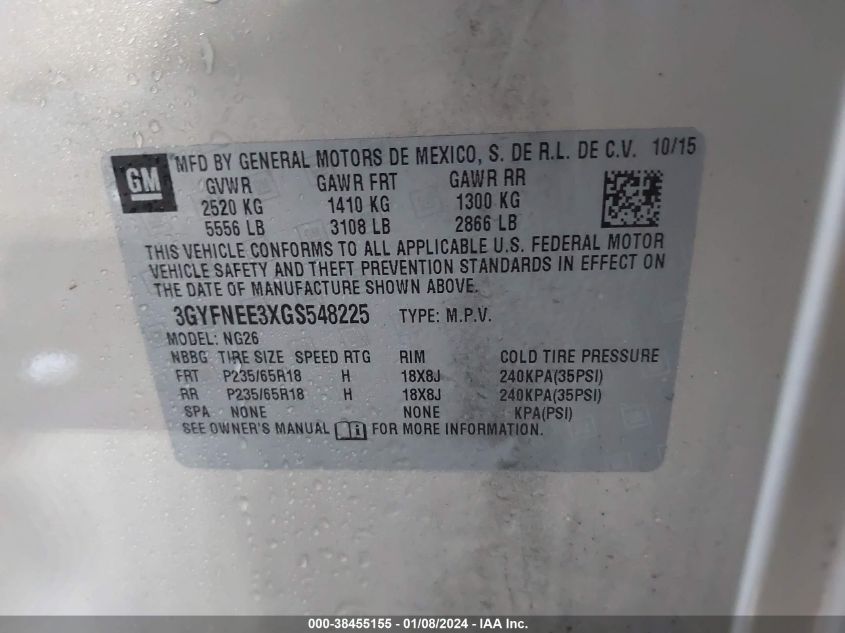 GM
MFD BY GENERAL MOTORS DE MEXICO, S. DE R.L. DE C.V. 10/15
GVWR GAWR FRT GAWR RR
2520 KG 1410 KG 1300 KG
5556 LB 3108 LB 2866 LB
THIS VEHICLE CONFORMS TO ALL APPLICABLE U.S. FEDERAL MOTOR
VEHICLE SAFETY AND THEFT PREVENTION STANDARDS IN EFFECT ON
THE DATE OF MANUFACTURE SHOWN ABOVE.
3GYFNEE3XGS548225 TYPE: M.P.V.
MODEL: NG26
NBBG TIRE SIZE SPEED RTG RIM COLD TIRE PRESSURE
FRT P235/65R18 H 18X8J 240KPA(35PSI)
RR P235/65R18 H 18X8J 240KPA(35PSI)
SPA NONE NONE KPA(PSI)
SEE OWNER'S MANUAL FOR MORE INFORMATION.
000-38455155 - 01/08/2024 - IAA Inc.